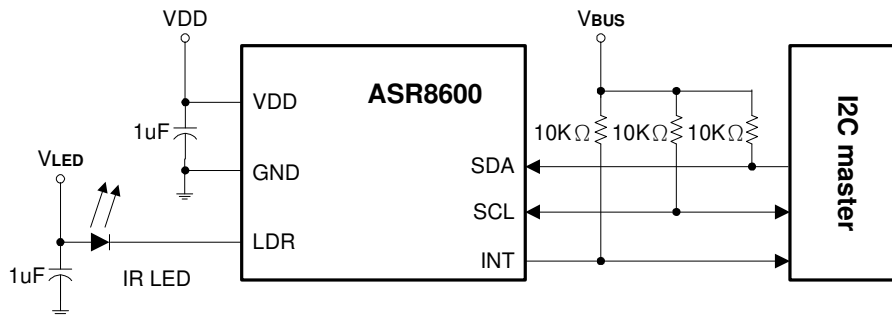 VDD
VBUS
ASR8600
VDD
1uF
GND
VLED
LDR
1uF
IR LED
10KΩ 10KΩ 10KΩ
SDA
SCL
INT
I2C master